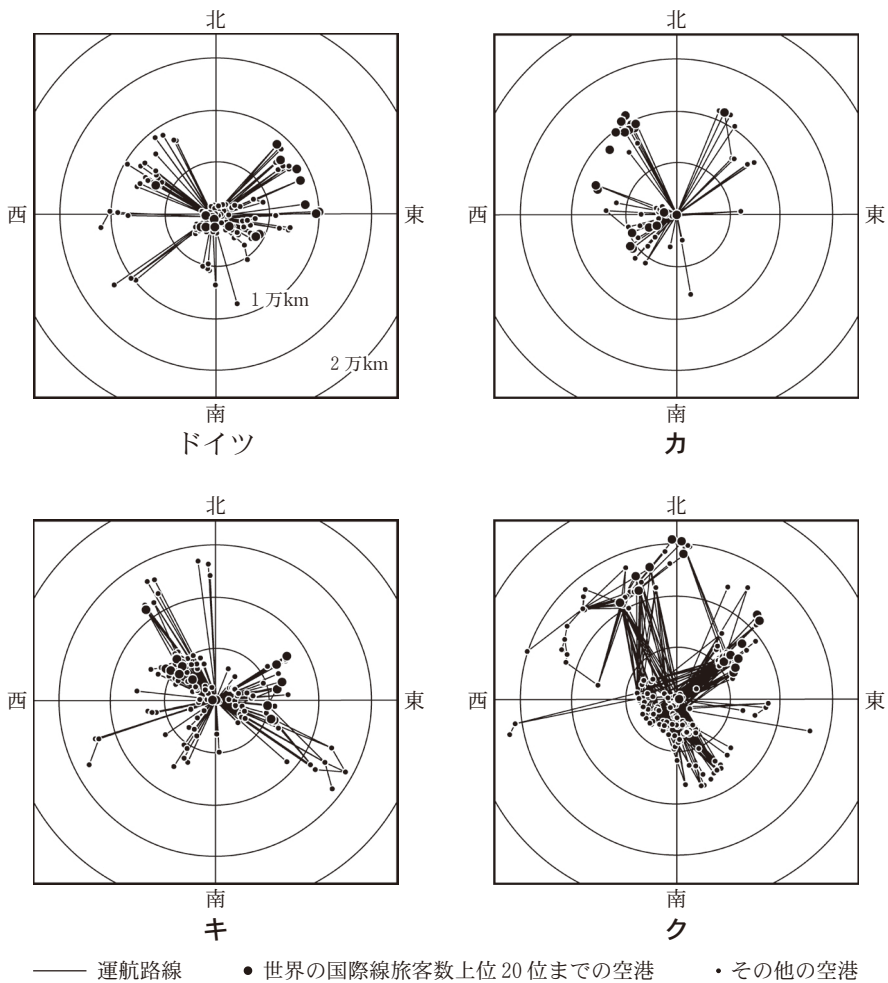 北
北
西
東
西
東
1万km
2万km
南
南
ドイツ
カ
北
北
西
東
西
東
南
南
キ
ク
運航路線 世界の国際線旅客数上位20位までの空港 その他の空港